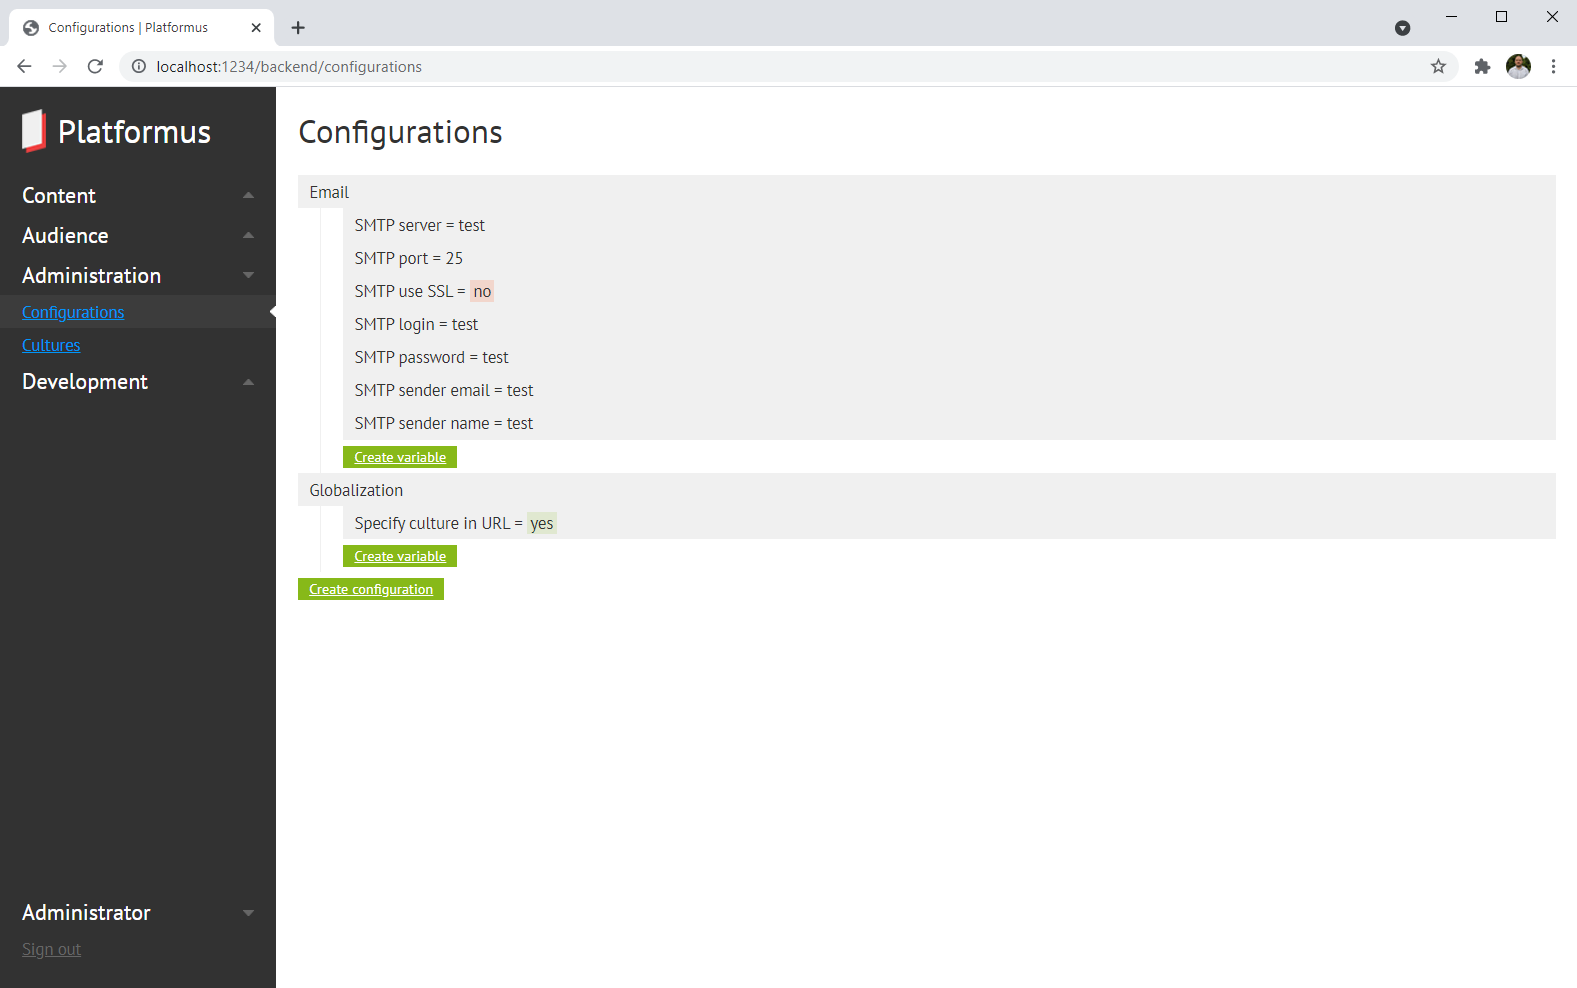 Configurations | Platformus
localhost:1234/backend/configurations
Platformus
Content
Audience
Administration
Configurations
Cultures
Development
Administrator
Sign out
Configurations
Email
SMTP server = test
SMTP port = 25
SMTP use SSL = no
SMTP login = test
SMTP password = test
SMTP sender email = test
SMTP sender name = test
Create variable
Globalization
Specify culture in URL = yes
Create variable
Create configuration